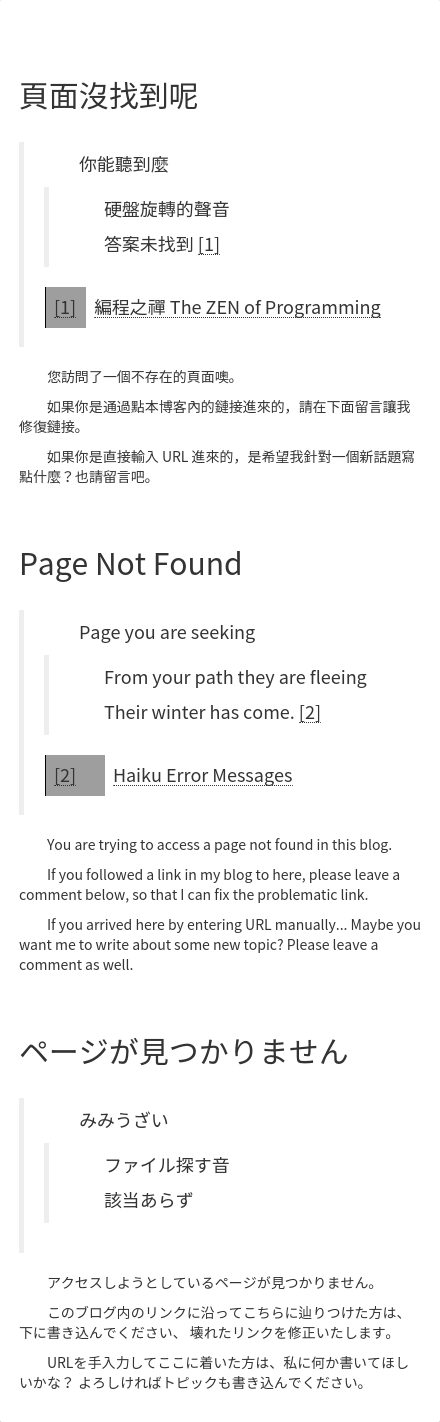 頁面沒找到呢
你能聽到麼
硬盤旋轉的聲音
答案未找到 [1]
[1] 編程之禪 The ZEN of Programming
您訪問了一個不存在的頁面噢。
如果你是通過點本博客內的鏈接進來的，請在下面留言讓我
修復鏈接。
如果你是直接輸入 URL 進來的，是希望我針對一個新話題寫
點什麼？也請留言吧。
Page Not Found
Page you are seeking
From your path they are fleeing
Their winter has come. [2]
[2] Haiku Error Messages
You are trying to access a page not found in this blog.
If you followed a link in my blog to here, please leave a
comment below, so that I can fix the problematic link.
If you arrived here by entering URL manually... Maybe you
want me to write about some new topic? Please leave a
comment as well.
ページが見つかりません
みみうざい
ファイル探す音
該当あらず
アクセスしようとしているページが見つかりません。
このブログ内のリンクに沿ってこちらに辿りつけた方は、
下に書き込んでください、 壊れたリンクを修正いたします。
URLを手入力してここに着いた方は、私に何か書いてほし
いかな？ よろしければトピックも書き込んでください。